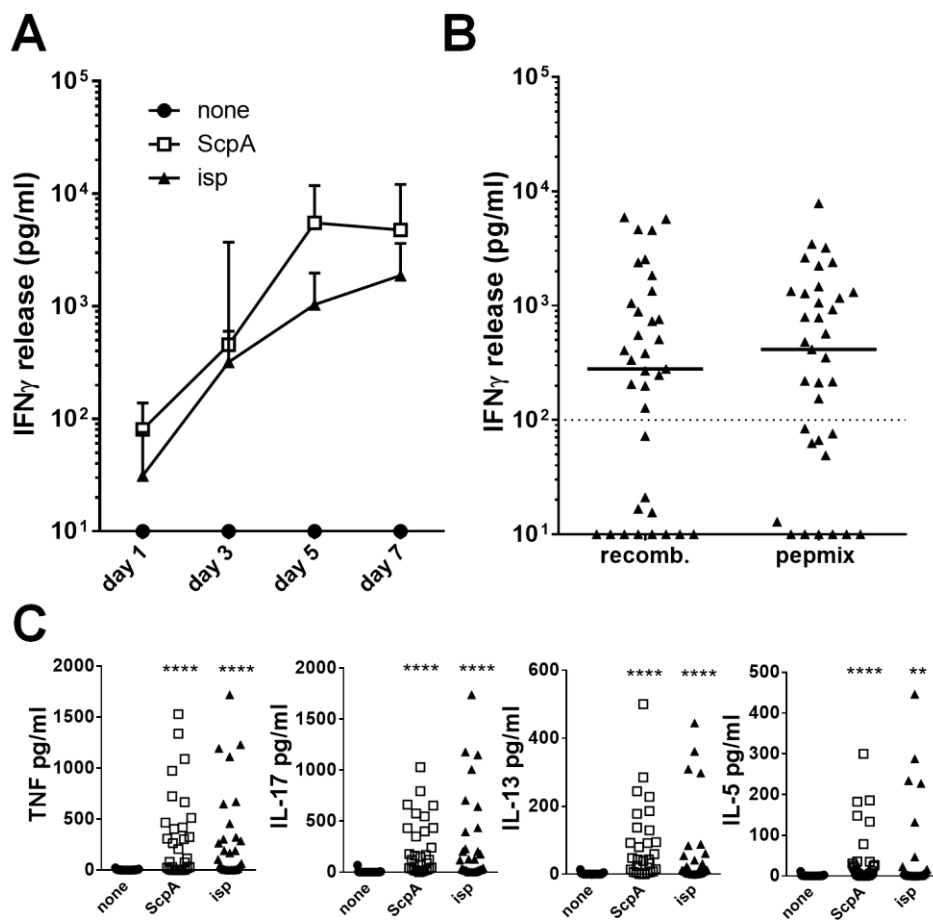 A
B
IFNγ release (pg/ml)
10⁵
10⁴
10³
10²
10¹
none
ScpA
isp
day 1
day 3
day 5
day 7
IFNγ release (pg/ml)
10⁵
10⁴
10³
10²
10¹
recomb.
pepmix
C
TNF pg/ml
2000
1500
1000
500
0
**** ****
none ScpA isp
IL-17 pg/ml
2000
1500
1000
500
0
**** ****
none ScpA isp
IL-13 pg/ml
600
400
200
0
**** ****
none ScpA isp
IL-5 pg/ml
500
400
300
200
100
0
**** **
none ScpA isp